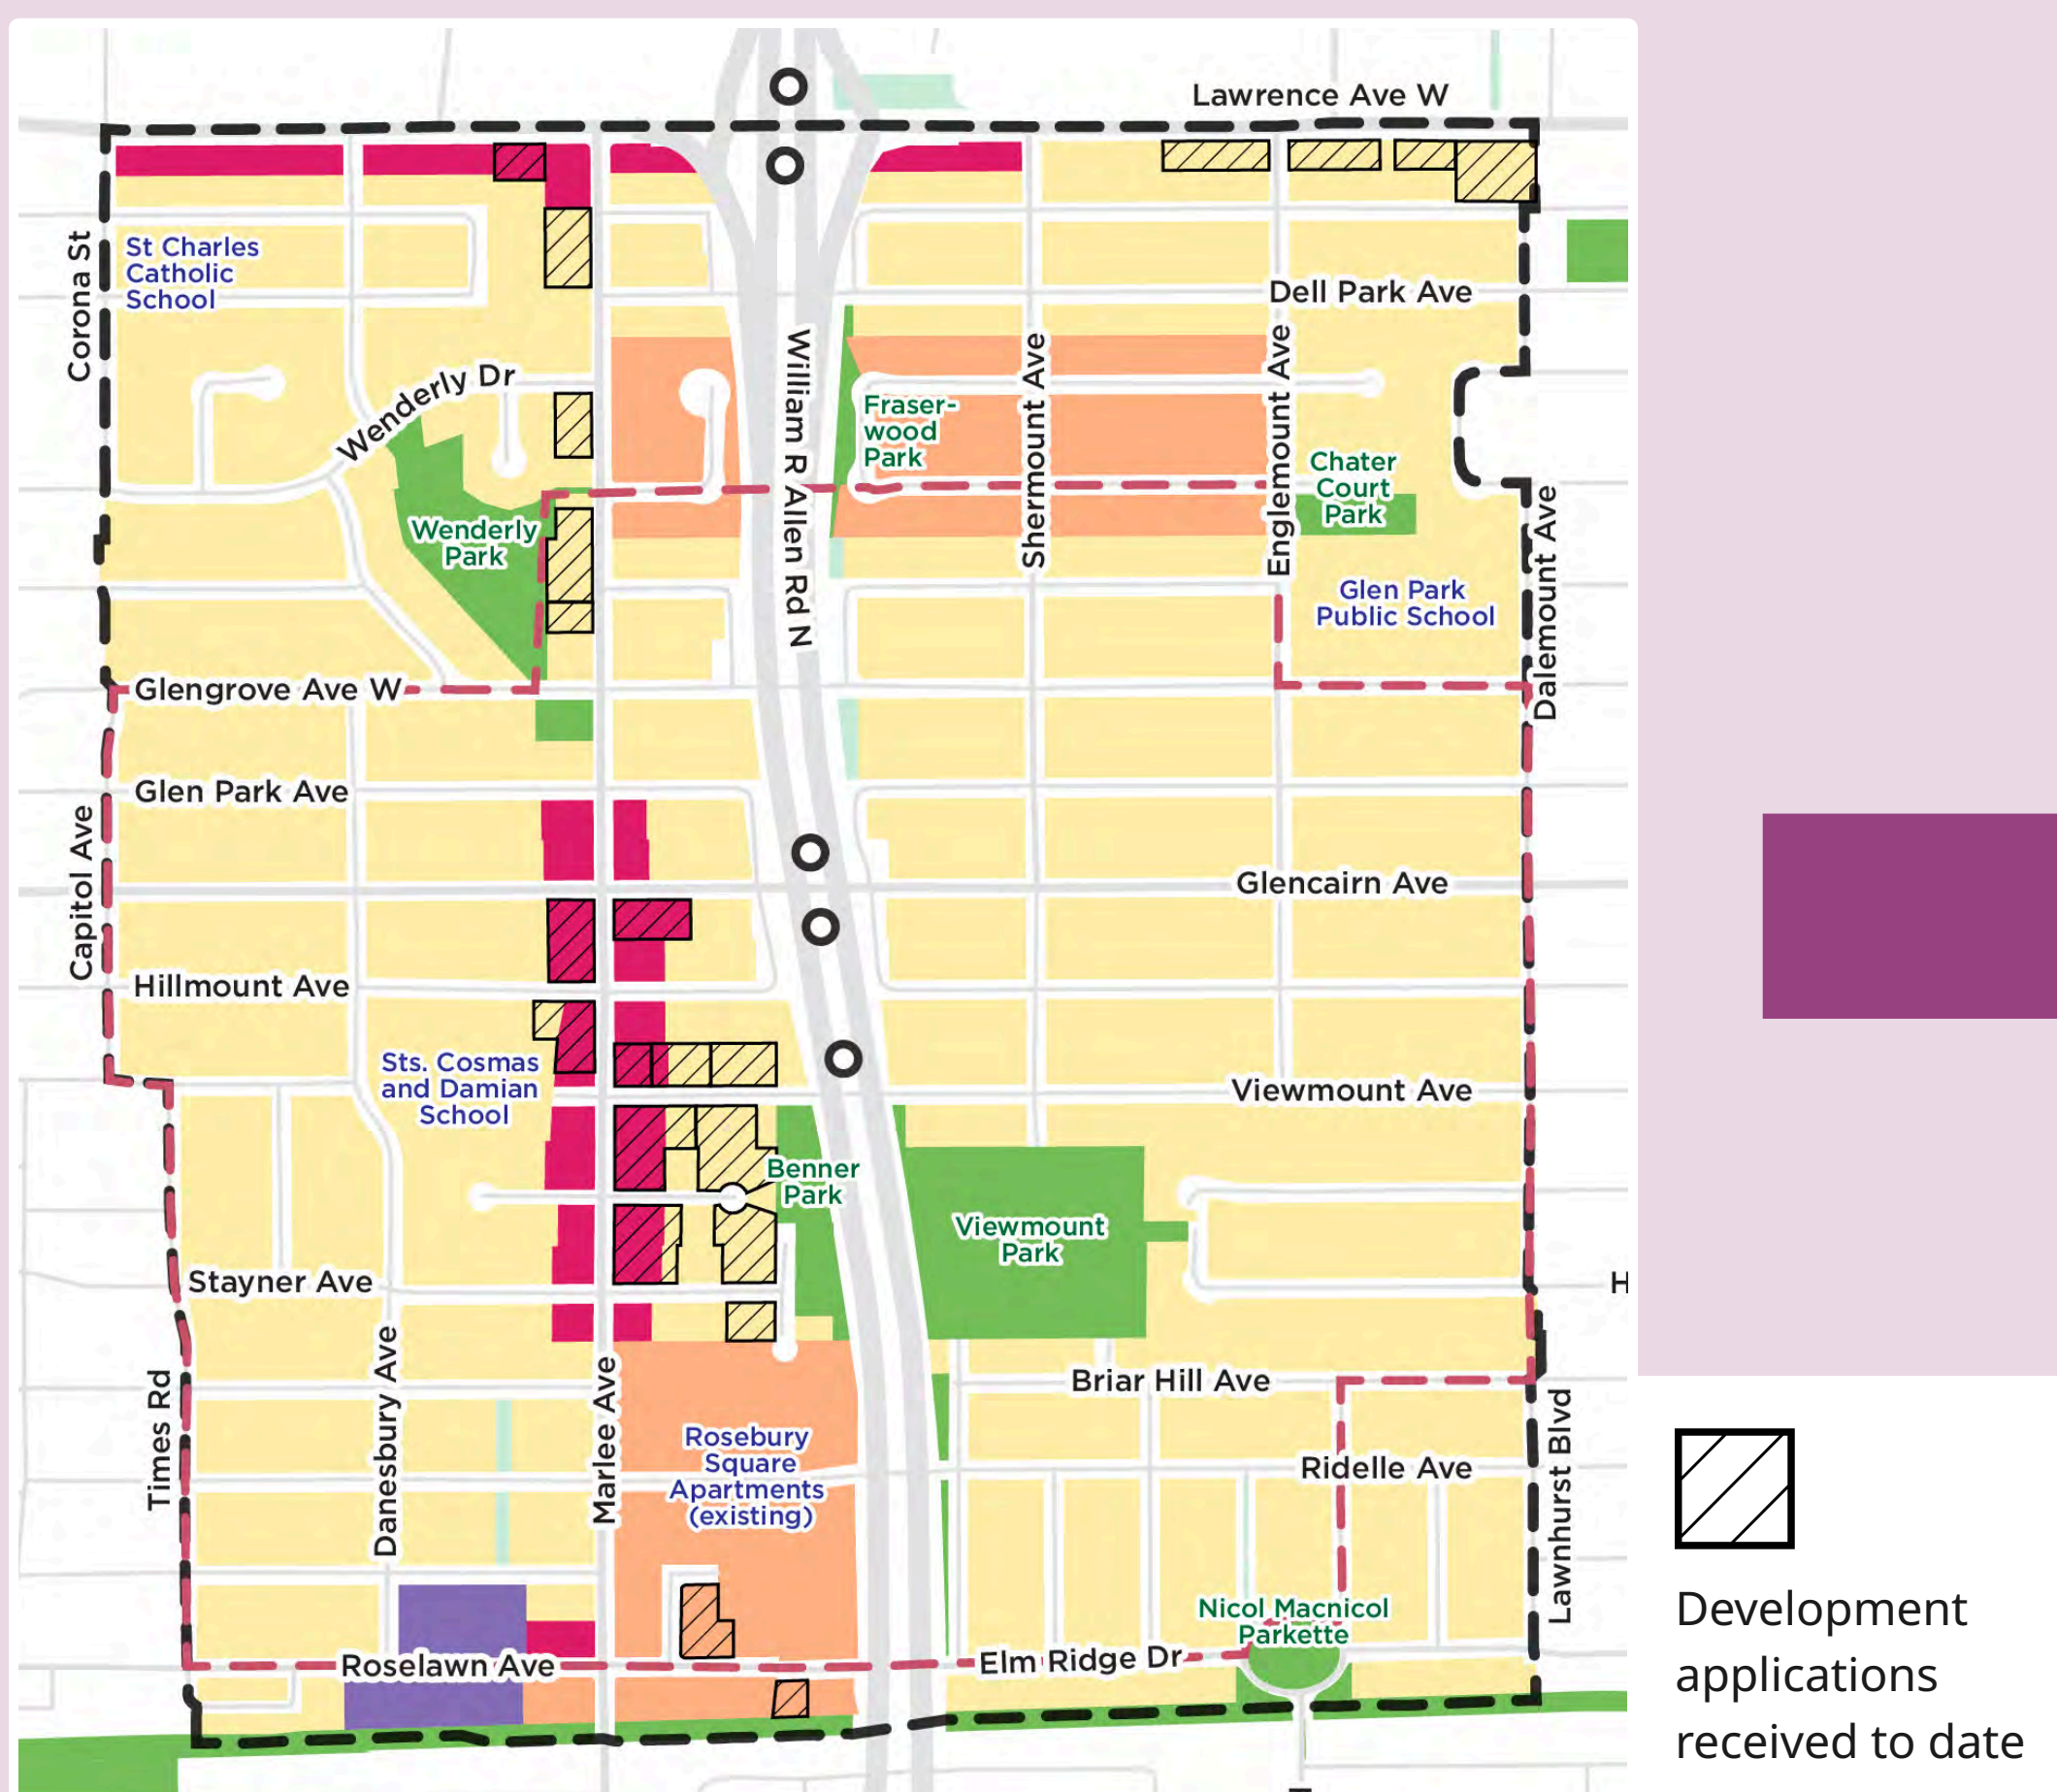 Lawrence Ave W
St Charles
Catholic
School
Corona St
Dell Park Ave
Wenderly Dr
William R Allen Rd N
Fraser-
wood
Park
Shermount Ave
Englemount Ave
Chater
Court
Park
Wenderly
Park
Glen Park
Public School
Dalemount Ave
Glengrove Ave W
Glen Park Ave
Capitol Ave
Glencairn Ave
Hillmount Ave
Sts. Cosmas
and Damian
School
Viewmount Ave
Benner
Park
Viewmount
Park
Stayner Ave
H
Times Rd
Danesbury Ave
Marlee Ave
Briar Hill Ave
Rosebury
Square
Apartments
(existing)
Ridelle Ave
Lawnhurst Blvd
Nicol Macnicol
Parkette
Roselawn Ave
Elm Ridge Dr
Development
applications
received to date